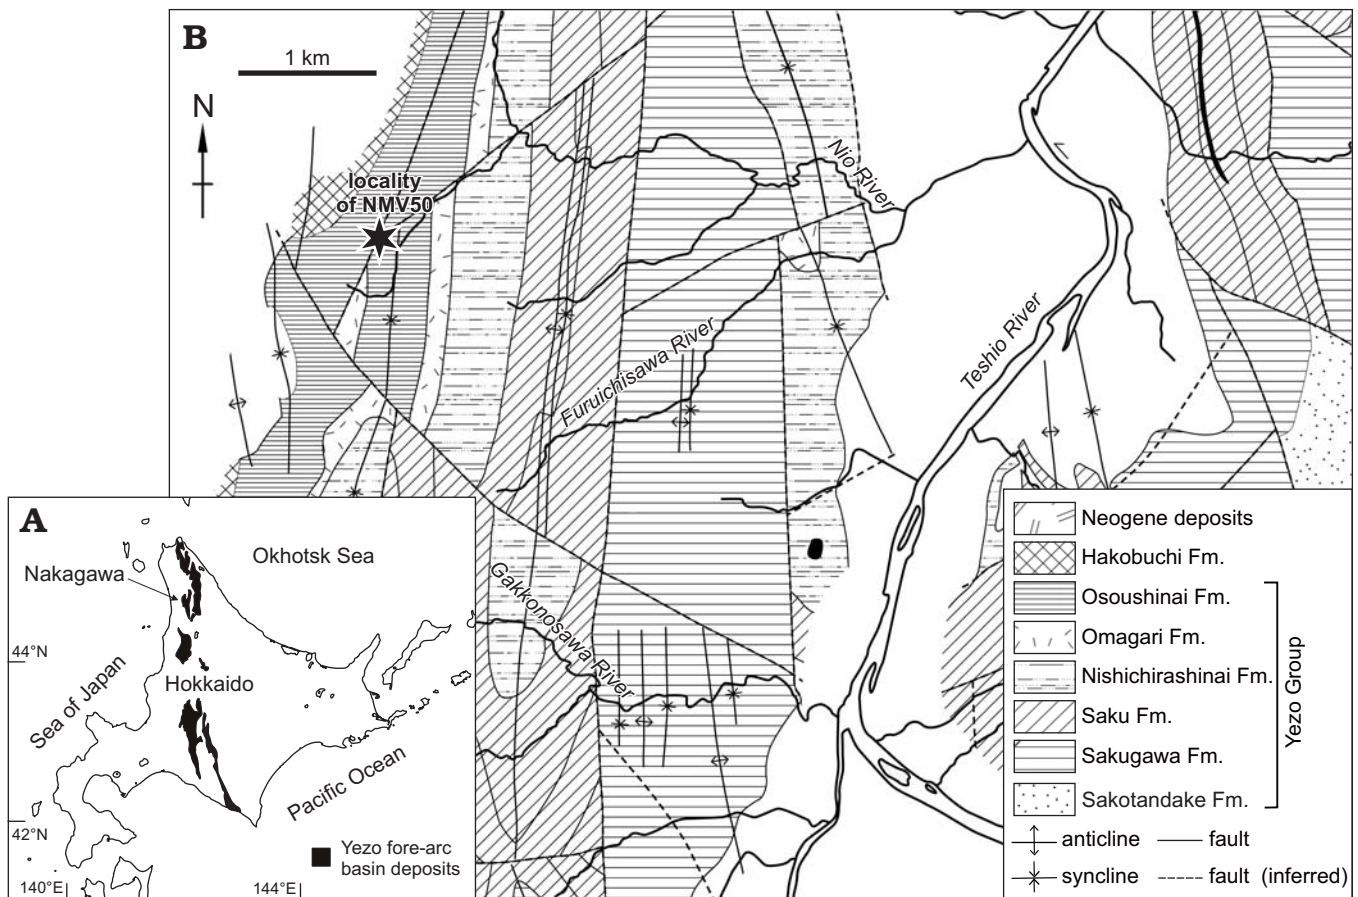 B
1 km
N
locality
of NMV50
Nio River
Furuichisawa River
Teshio River
Gakkonosawa River
A
Okhotsk Sea
Nakagawa
44°N
Hokkaido
Sea of Japan
Pacific Ocean
42°N
Yezo fore-arc
basin deposits
140°E
144°E
Neogene deposits
Hakobuchi Fm.
Osoushinai Fm.
Omagari Fm.
Nishichirashinai Fm.
Saku Fm.
Sakugawa Fm.
Sakotandake Fm.
Yezo Group
anticline
fault
syncline
fault (inferred)